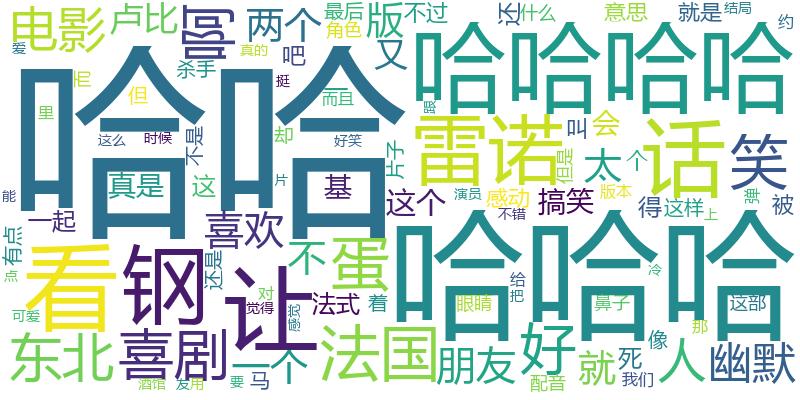 电影 卢比 啊 两个 最后 版 不过 还 什么 意思 就是 结局 约
爱 杀手 吧 角色 又
真的 哈哈 哈哈哈哈
而 但 挺 而且 跟
里 这么 时候 不是 却 好笑 片子 雷诺 叫 会 话 笑
真是 这 片 基 这个 但是 太 个
能 一起 喜欢 演员 感动 搞笑 版本 得 这样 弹 被
不错 上
有点 看 钢 还是 让 不 蛋 哈哈哈 冷
点 对 觉得 法式 着 给 把 眼睛 鼻子 这部
可爱 感觉 那
东北 喜剧 一个 法国 朋友 好 就 像 死 人 幽默
酒馆 发 用 要 马 配音 我们